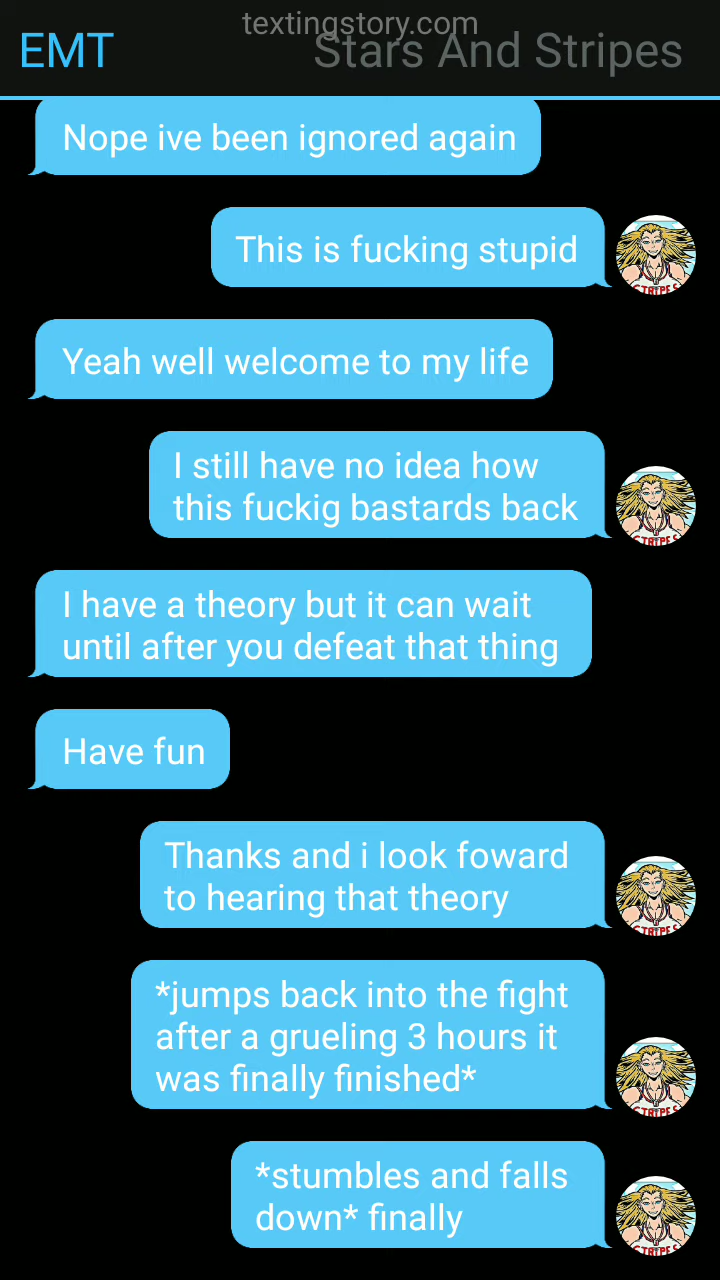 textingstory.com
EMT
Stars And Stripes
Nope ive been ignored again
This is fucking stupid
Yeah well welcome to my life
I still have no idea how
this fuckig bastards back
I have a theory but it can wait
until after you defeat that thing
Have fun
Thanks and i look foward
to hearing that theory
*jumps back into the fight
after a grueling 3 hours it
was finally finished*
*stumbles and falls
down* finally